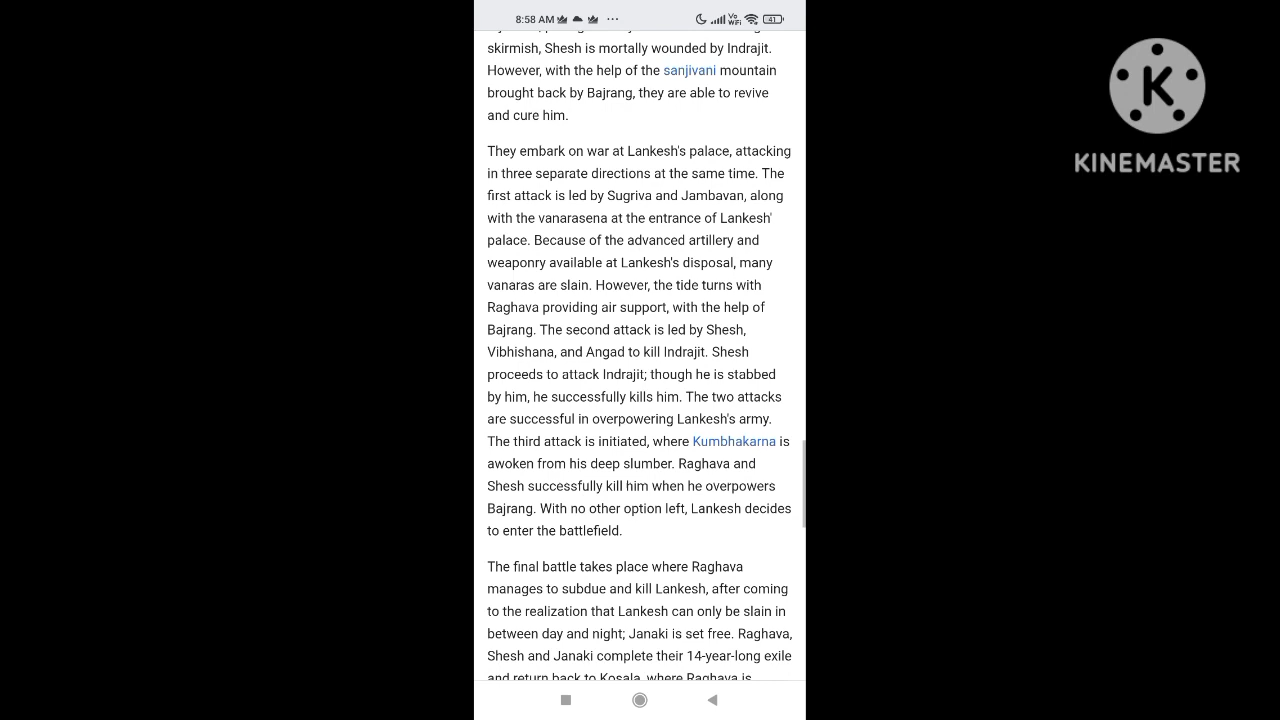 8:58 AM
Vo
WiFi
41
skirmish, Shesh is mortally wounded by Indrajit.
However, with the help of the sanjivani mountain
brought back by Bajrang, they are able to revive
and cure him.
They embark on war at Lankesh's palace, attacking
in three separate directions at the same time. The
first attack is led by Sugriva and Jambavan, along
with the vanarasena at the entrance of Lankesh'
palace. Because of the advanced artillery and
weaponry available at Lankesh's disposal, many
vanaras are slain. However, the tide turns with
Raghava providing air support, with the help of
Bajrang. The second attack is led by Shesh,
Vibhishana, and Angad to kill Indrajit. Shesh
proceeds to attack Indrajit; though he is stabbed
by him, he successfully kills him. The two attacks
are successful in overpowering Lankesh's army.
The third attack is initiated, where Kumbhakarna is
awoken from his deep slumber. Raghava and
Shesh successfully kill him when he overpowers
Bajrang. With no other option left, Lankesh decides
to enter the battlefield.
The final battle takes place where Raghava
manages to subdue and kill Lankesh, after coming
to the realization that Lankesh can only be slain in
between day and night; Janaki is set free. Raghava,
Shesh and Janaki complete their 14-year-long exile
and return back to Kosala, where Raghava is
K
KINEMASTER